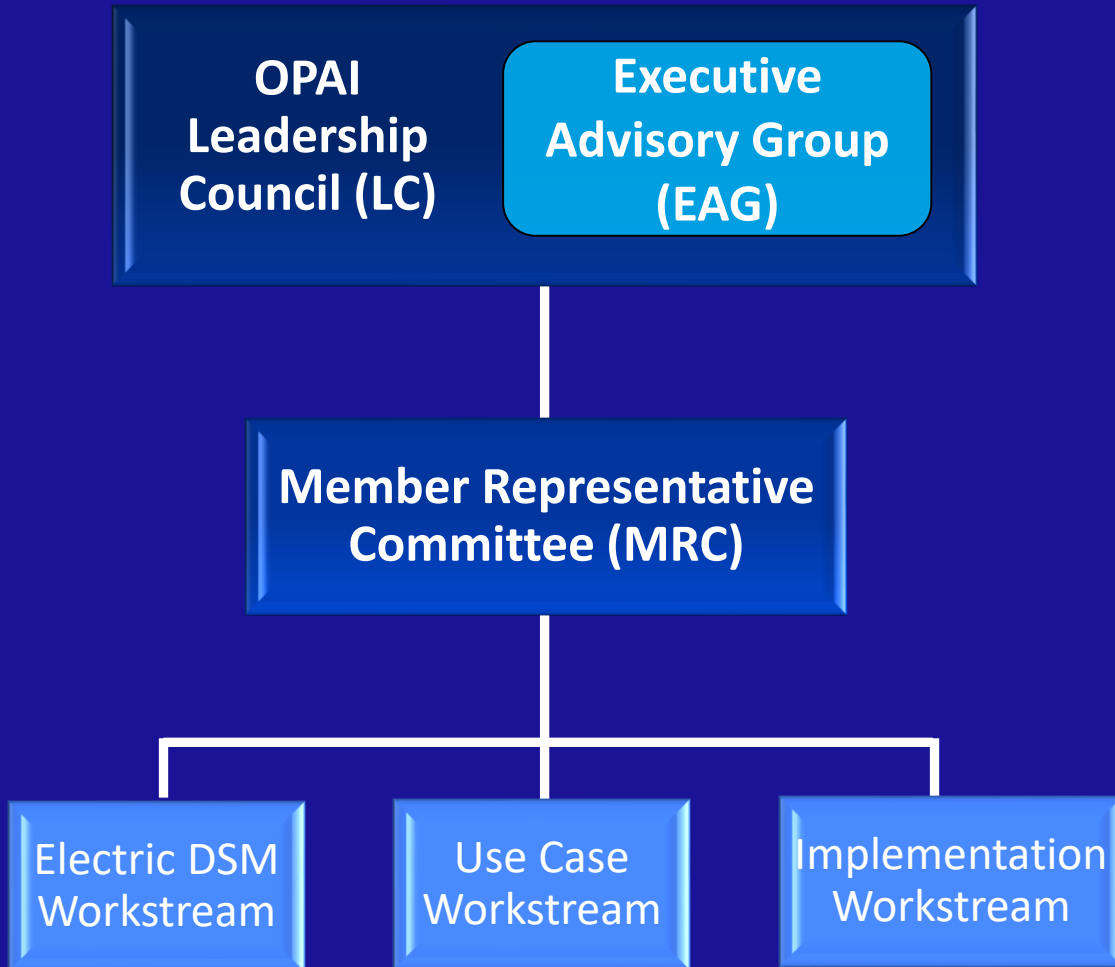 OPAI
Leadership
Council (LC)
Executive
Advisory Group
(EAG)
Member Representative
Committee (MRC)
Electric DSM
Workstream
Use Case
Workstream
Implementation
Workstream